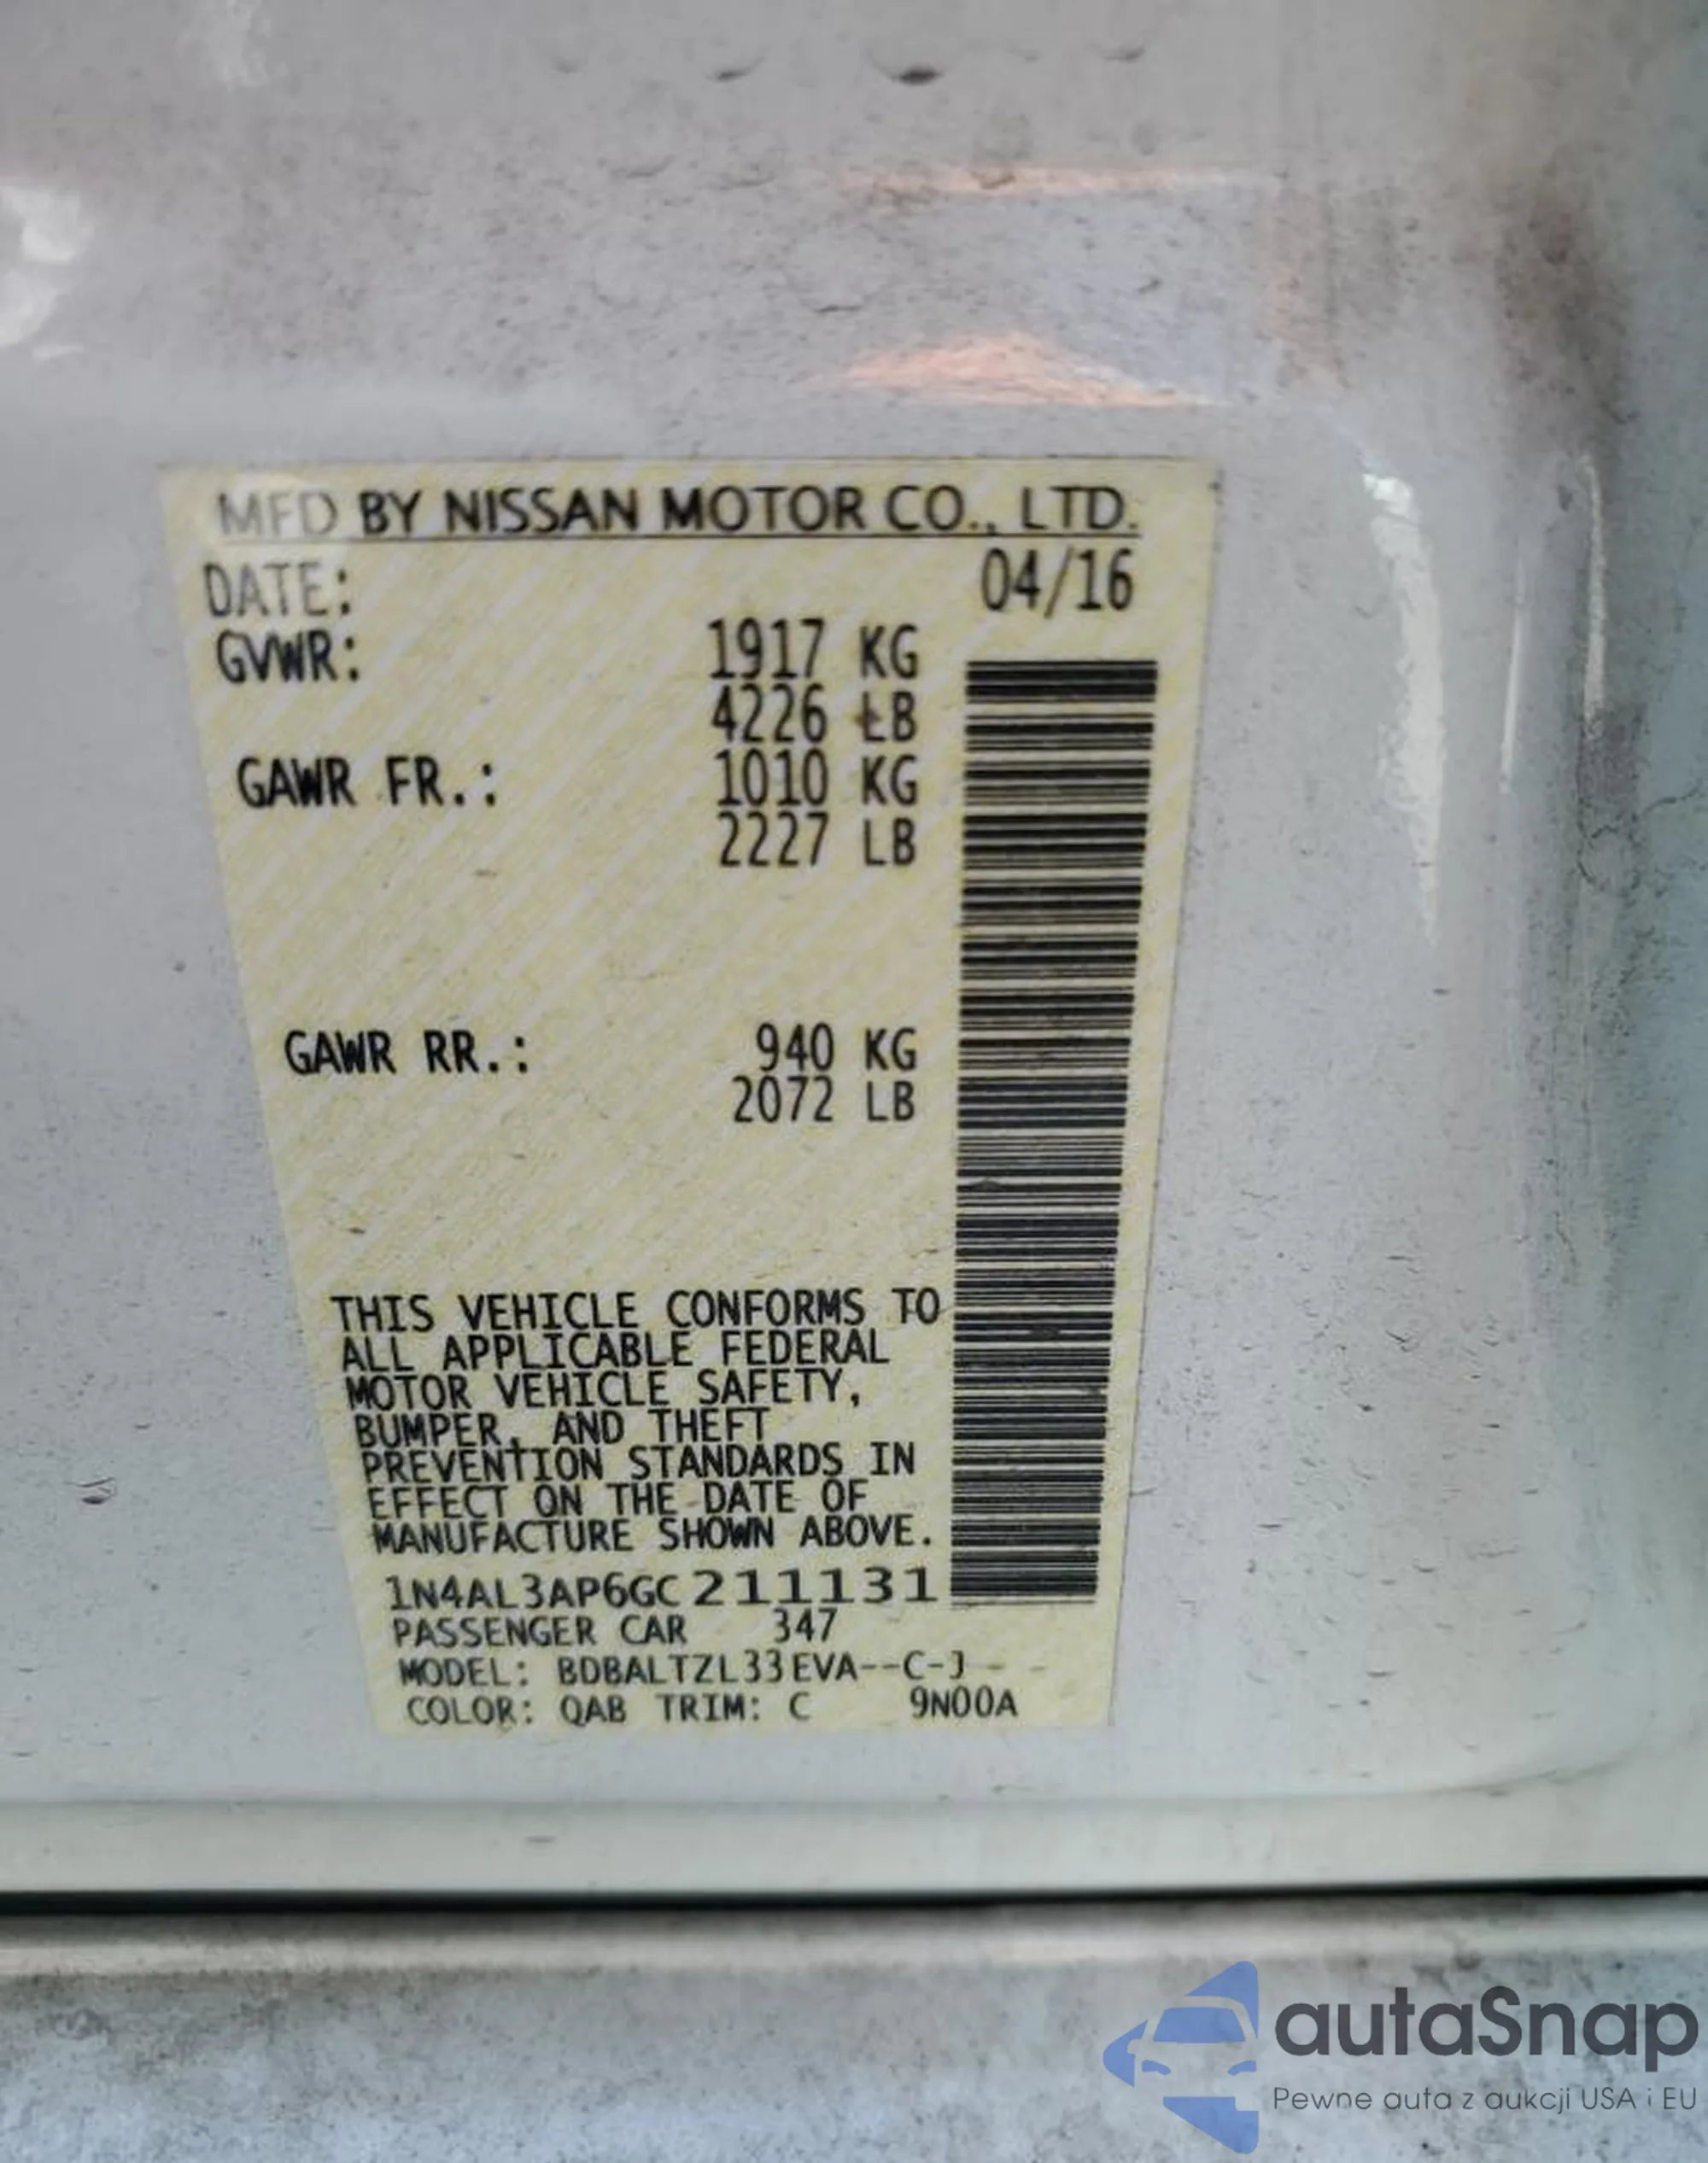 MFD BY NISSAN MOTOR CO., LTD.
DATE: 04/16
GVWR: 1917 KG
4226 LB
GAWR FR.: 1010 KG
2227 LB
GAWR RR.: 940 KG
2072 LB
THIS VEHICLE CONFORMS TO
ALL APPLICABLE FEDERAL
MOTOR VEHICLE SAFETY,
BUMPER, AND THEFT
PREVENTION STANDARDS IN
EFFECT ON THE DATE OF
MANUFACTURE SHOWN ABOVE.
1N4AL3AP6GC211131
PASSENGER CAR 347
MODEL: BDBALTZL33EVA--C-J - -
COLOR: QAB TRIM: C 9N00A
autaSnap
Pewne auta z aukcji USA i EU